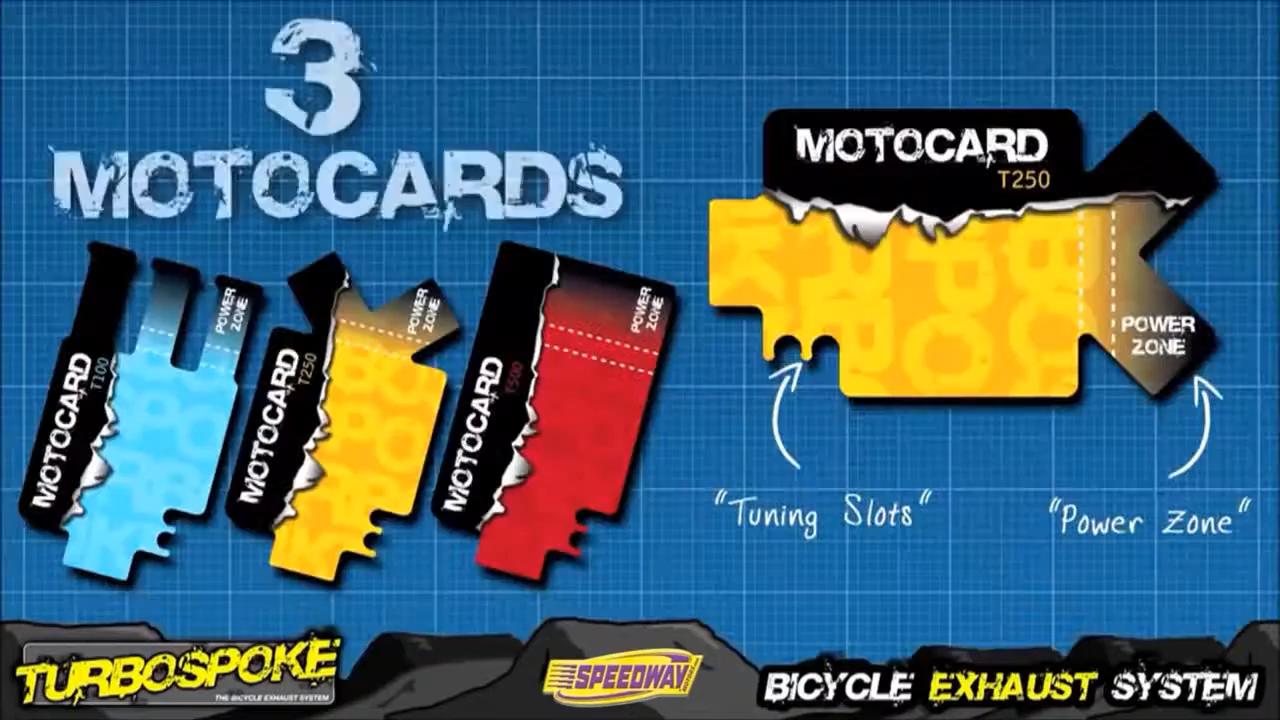 3
MOTOCARDS
MOTOCARD
T100
POWER
ZONE
MOTOCARD
T250
POWER
ZONE
MOTOCARD
T500
POWER
ZONE
MOTOCARD
T250
POWER
ZONE
"Tuning Slots"
"Power Zone"
TURBOSPOKE
THE BICYCLE EXHAUST SYSTEM
SPEEDWAY
BICYCLE EXHAUST SYSTEM